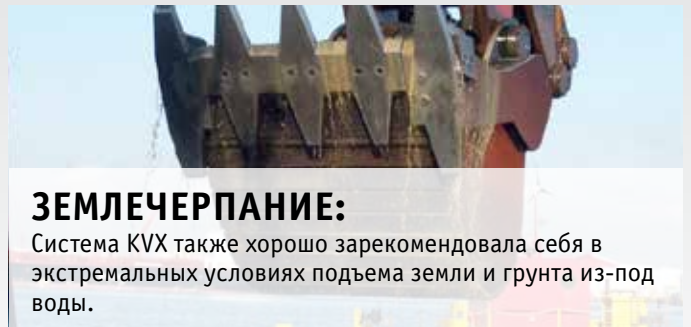 ЗЕМЛЕЧЕРПАНИЕ:
Система KVX также хорошо зарекомендовала себя в
экстремальных условиях подъема земли и грунта из-под
воды.